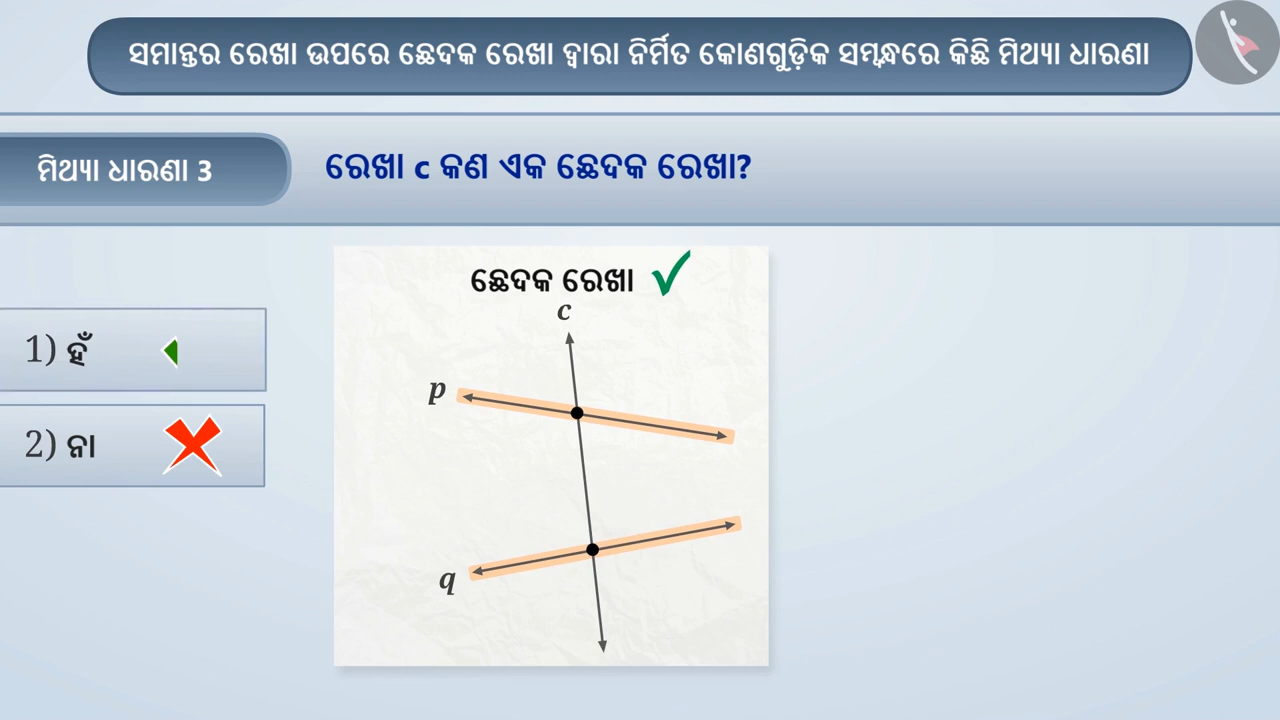 ସମାନ୍ତର ରେଖା ଉପରେ ଛେଦକ ରେଖା ଦ୍ୱାରା ନିର୍ମିତ କୋଣଗୁଡ଼ିକ ସମ୍ବନ୍ଧରେ କିଛି ମିଥ୍ୟା ଧାରଣା
ମିଥ୍ୟା ଧାରଣା 3
ରେଖା c କଣ ଏକ ଛେଦକ ରେଖା?
ଛେଦକ ରେଖା
c
1) ହଁ
p
2) ନା
q